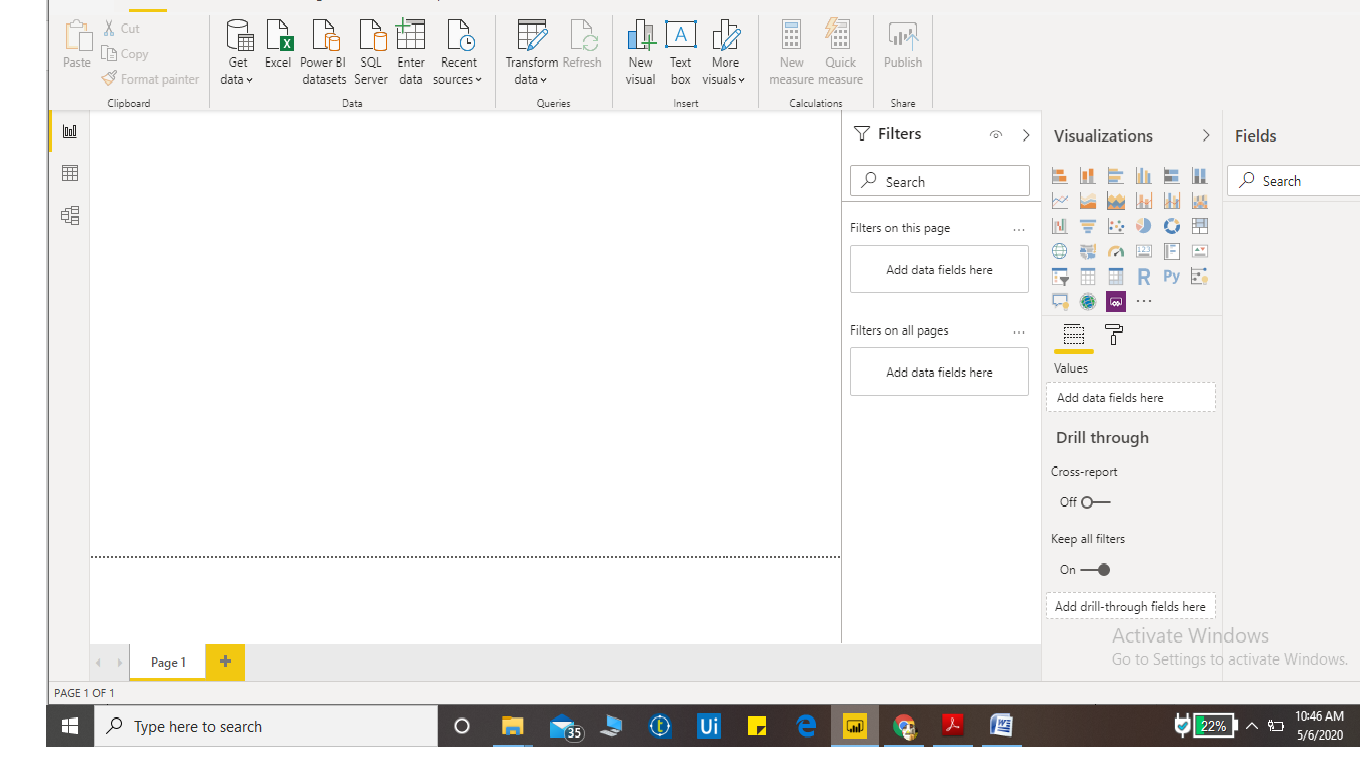 Paste
Cut
Copy
Format painter
Clipboard
Get data
Excel
Power BI datasets
SQL Server
Enter data
Recent sources
Data
Transform data
Refresh
Queries
New visual
A
Text box
More visuals
Insert
New measure
Quick measure
Calculations
Publish
Share
Filters
Search
Filters on this page
...
Add data fields here
Filters on all pages
...
Add data fields here
Visualizations
123
R
Py
...
Values
Add data fields here
Drill through
Cross-report
Off
Keep all filters
On
Add drill-through fields here
Fields
Search
Activate Windows
Go to Settings to activate Windows.
Page 1
PAGE 1 OF 1
Type here to search
35
Ui
22%
10:46 AM
5/6/2020